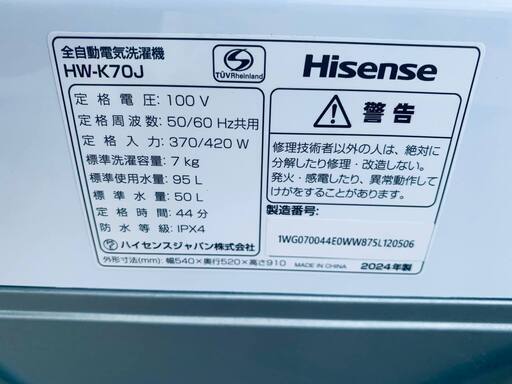 全自動電気洗濯機
HW-K70J
TÜVRheinland
定格電圧: 100 V
定格周波数: 50/60 Hz共用
定格入力: 370/420 W
標準洗濯容量: 7 kg
標準使用水量: 95 L
標準水量: 50 L
定格時間: 44分
防水等級: IPX4
ハイセンスジャパン株式会社
外形寸法(mm): 幅540×奥行520×高さ910
Hisense
警告
修理技術者以外の人は、絶対に
分解したり修理・改造しない。
発火・感電したり、異常動作して
けがをすることがあります。
製造番号:
1WG070044E0WW875L120506
MADE IN CHINA
2024年製